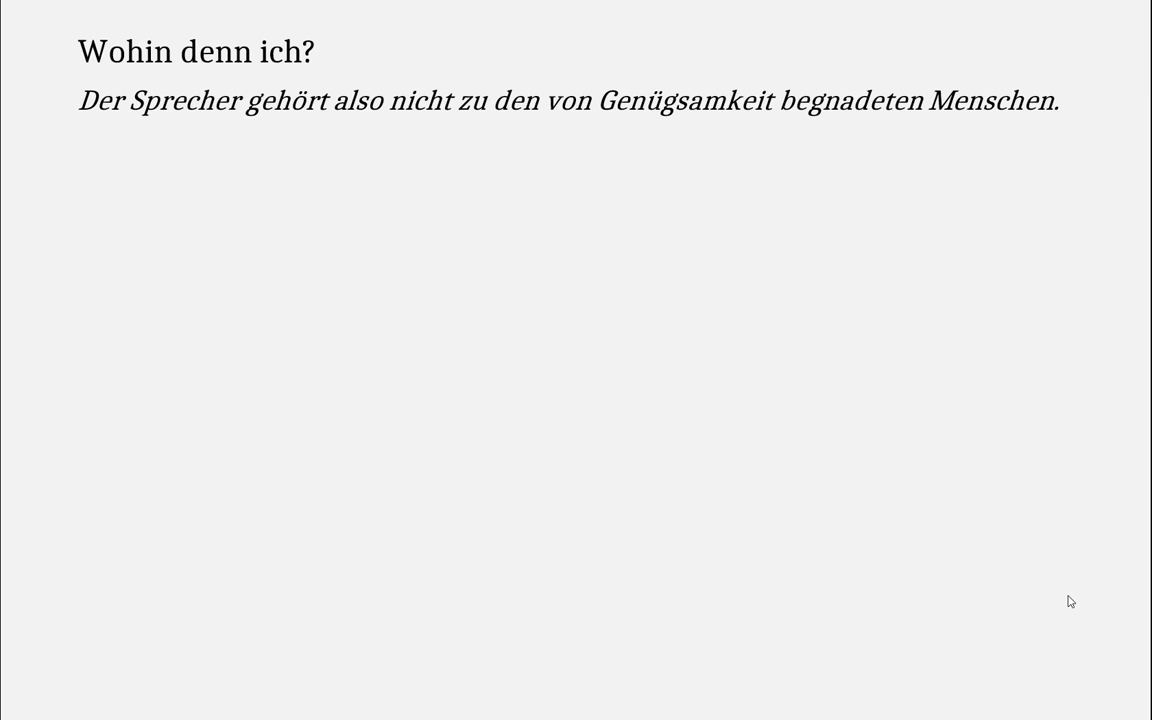 Wohin denn ich?
Der Sprecher gehört also nicht zu den von Genügsamkeit begnadeten Menschen.